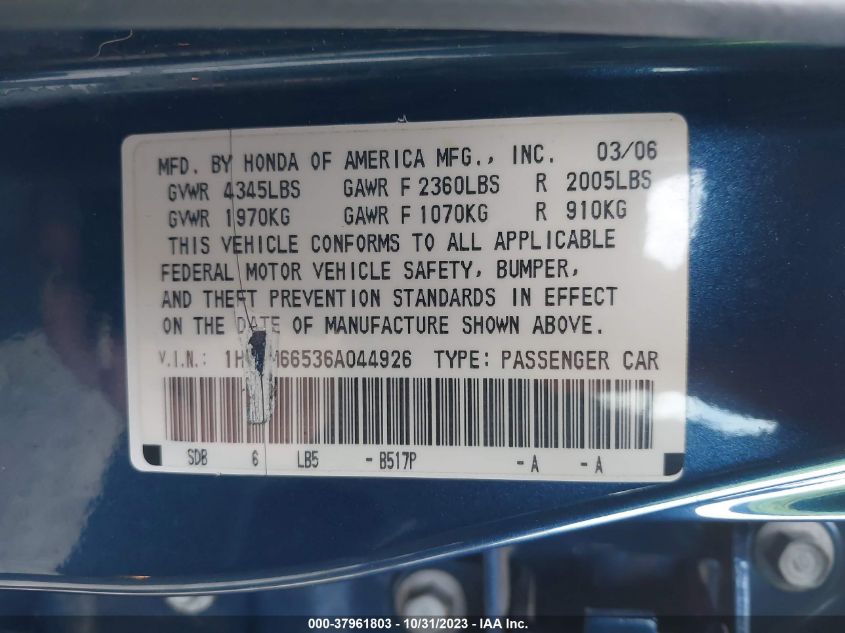 MFD. BY HONDA OF AMERICA MFG., INC. 03/06
GVWR 4345LBS GAWR F 2360LBS R 2005LBS
GVWR 1970KG GAWR F 1070KG R 910KG
THIS VEHICLE CONFORMS TO ALL APPLICABLE
FEDERAL MOTOR VEHICLE SAFETY, BUMPER,
AND THEFT PREVENTION STANDARDS IN EFFECT
ON THE DATE OF MANUFACTURE SHOWN ABOVE.
V.I.N.: TYPE: PASSENGER CAR
SDB 6 LB5 - B517P - A - A
000-37961803 - 10/31/2023 - IAA Inc.